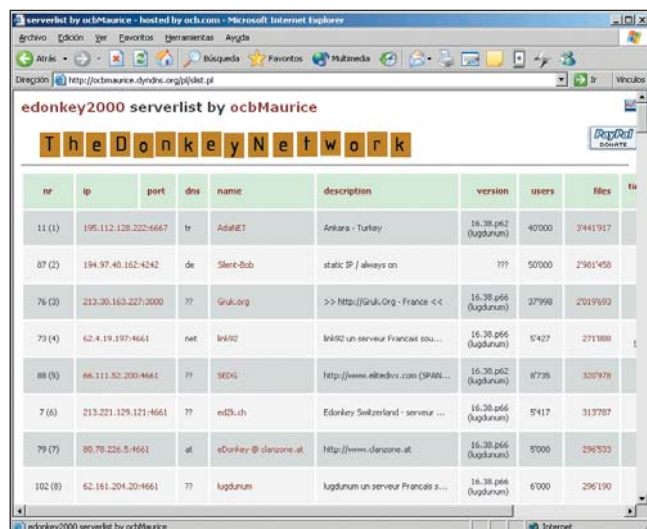 serverlist by ocbMaurice - hosted by ocb.com - Microsoft Internet Explorer
Archivo Edición Ver Favoritos Herramientas Ayuda
Atrás Búsqueda Favoritos Multimedia
Dirección http://ocbmaurice.dyndns.org/pl/slist.pl Ir Vínculos
edonkey2000 serverlist by ocbMaurice
TheDonkeyNetwork
PayPal
DONATE
nr ip port dns name description version users files
11 (1) 195.112.128.222:6667 tr AdaNET Ankara - Turkey 16.38.p62 (lugdunum) 40'000 3'441'917
87 (2) 194.97.40.162:4242 de Silent-Bob static IP / always on ??? 50'000 2'981'458
76 (3) 213.30.163.227:3000 ?? Gruk.org >> http://Gruk.Org - France << 16.38.p66 (lugdunum) 37'998 2'019'693
73 (4) 62.4.19.197:4661 net link92 link92 un serveur Francais sou... 16.38.p66 (lugdunum) 5'427
88 (5) 66.111.52.200:4661 ?? SEDG http://www.elitedivx.com (SPAN... 16.38.p66 (lugdunum) 8'735 320'978
7 (6) 213.221.129.121:4661 ?? ed2k.ch Edonkey Switzerland - serveur ... 16.38.p66 (lugdunum) 5'417 313'787
79 (7) 80.78.226.5:4661 at eDonkey @ clanzone.at http://www.clanzone.at 16.38.p66 (lugdunum) 5'000 296'533
102 (8) 62.161.204.20:4661 ?? lugdunum lugdunum un serveur Francais s... 16.38.p66 (lugdunum) 6'000 296'190
edonkey2000 serverlist by ocbMaurice Internet